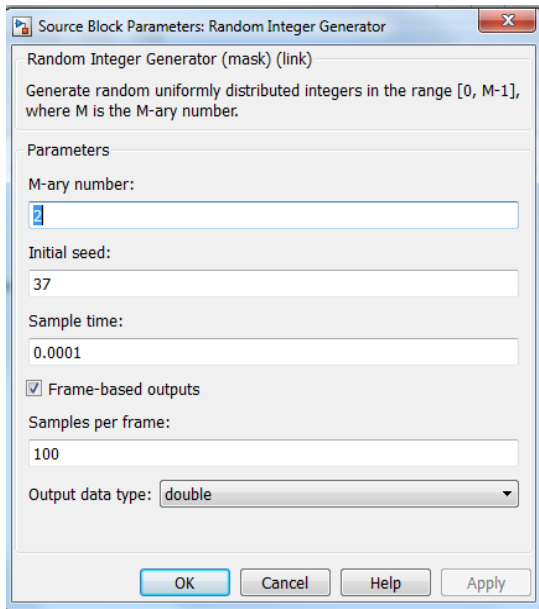 Source Block Parameters: Random Integer Generator
Random Integer Generator (mask) (link)
Generate random uniformly distributed integers in the range [0, M-1],
where M is the M-ary number.
Parameters
M-ary number:
2
Initial seed:
37
Sample time:
0.0001
Frame-based outputs
Samples per frame:
100
Output data type: double
OK Cancel Help Apply